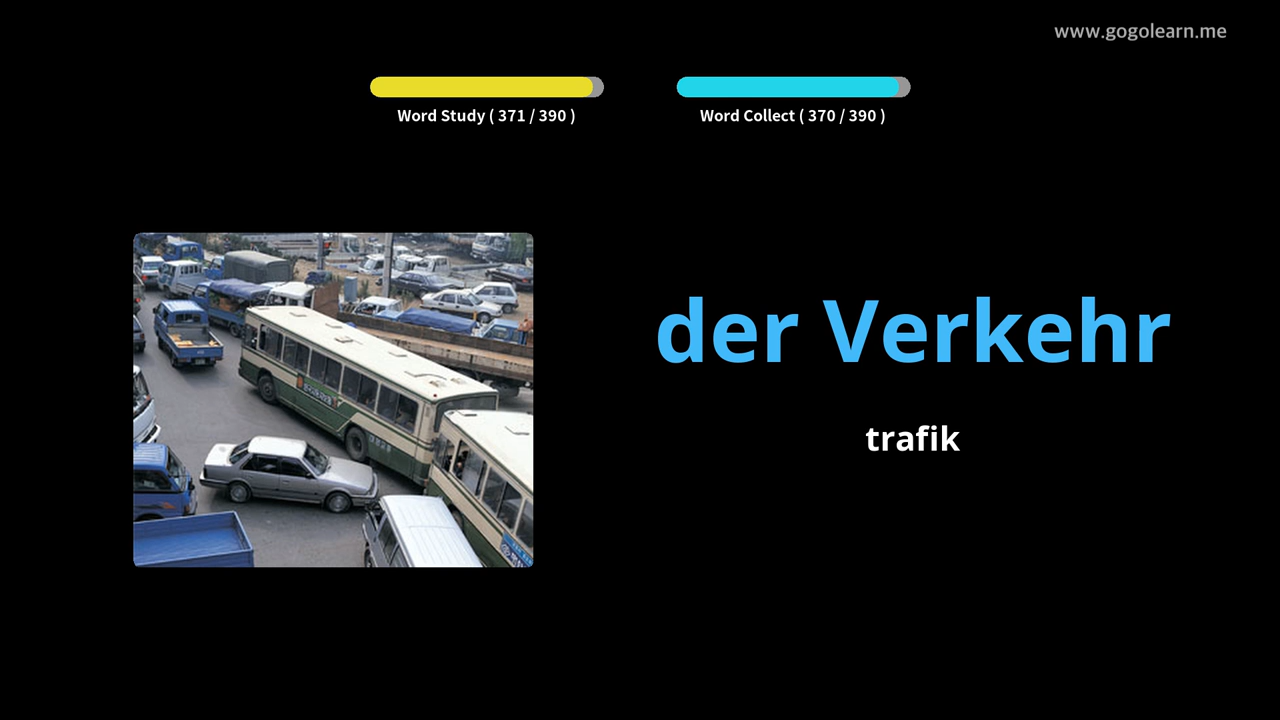 www.gogolearn.me
Word Study ( 371 / 390 )
Word Collect ( 370 / 390 )
der Verkehr
trafik